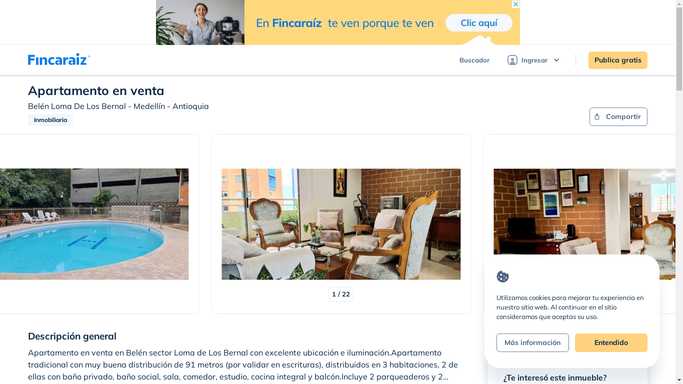 En Fincaraíz te ven porque te ven
Clic aquí
Fincaraíz
Buscador
Ingresar
Publica gratis
Apartamento en venta
Belén Loma De Los Bernal - Medellín - Antioquia
Inmobiliaria
Compartir
1 / 22
Utilizamos cookies para mejorar tu experiencia en
nuestro sitio web. Al continuar en el sitio
consideramos que aceptas su uso.
Más información
Entendido
Descripción general
Apartamento en venta en Belén sector Loma de Los Bernal con excelente ubicación e iluminación.Apartamento
tradicional con muy buena distribución de 91 metros (por validar en escrituras), distribuidos en 3 habitaciones, 2 de
ellas con baño privado, baño social, sala, comedor, estudio, cocina integral y balcón.Incluye 2 parqueaderos y 2...
¿Te interesó este inmueble?